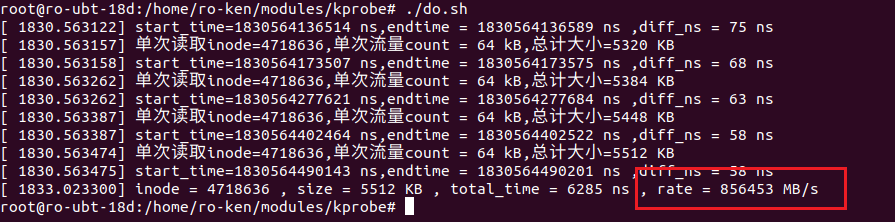 root@ro-ubt-18d:/home/ro-ken/modules/kprobe# ./do.sh
[ 1830.563122] start_time=1830564136514 ns,endtime = 1830564136589 ns ,diff_ns = 75 ns
[ 1830.563157] 单次读取inode=4718636,单次流量count = 64 kB,总计大小=5320 KB
[ 1830.563158] start_time=1830564173507 ns,endtime = 1830564173575 ns ,diff_ns = 68 ns
[ 1830.563262] 单次读取inode=4718636,单次流量count = 64 kB,总计大小=5384 KB
[ 1830.563262] start_time=1830564277621 ns,endtime = 1830564277684 ns ,diff_ns = 63 ns
[ 1830.563387] 单次读取inode=4718636,单次流量count = 64 kB,总计大小=5448 KB
[ 1830.563387] start_time=1830564402464 ns,endtime = 1830564402522 ns ,diff_ns = 58 ns
[ 1830.563474] 单次读取inode=4718636,单次流量count = 64 kB,总计大小=5512 KB
[ 1830.563475] start_time=1830564490143 ns,endtime = 1830564490201 ns ,diff_ns = 58 ns
[ 1833.023300] inode = 4718636 , size = 5512 KB , total_time = 6285 ns , rate = 856453 MB/s
root@ro-ubt-18d:/home/ro-ken/modules/kprobe#